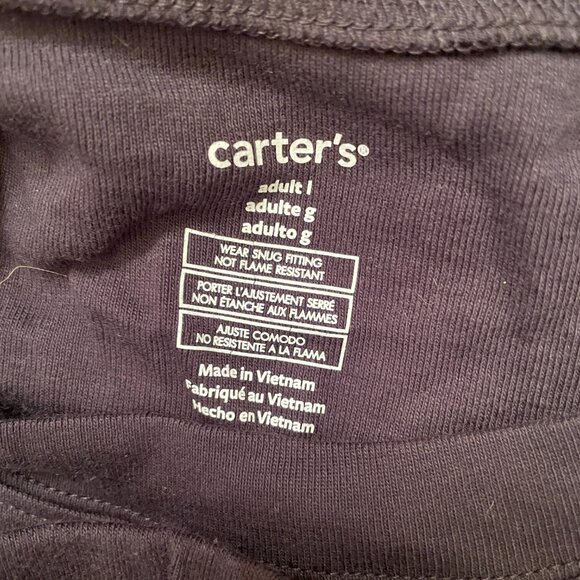 carter's®
adult l
adulte g
adulto g
WEAR SNUG FITTING
NOT FLAME RESISTANT
PORTER L'AJUSTEMENT SERRÉ
NON ÉTANCHE AUX FLAMMES
AJUSTE COMODO
NO RESISTENTE A LA FLAMA
Made in Vietnam
Fabriqué au Vietnam
Hecho en Vietnam